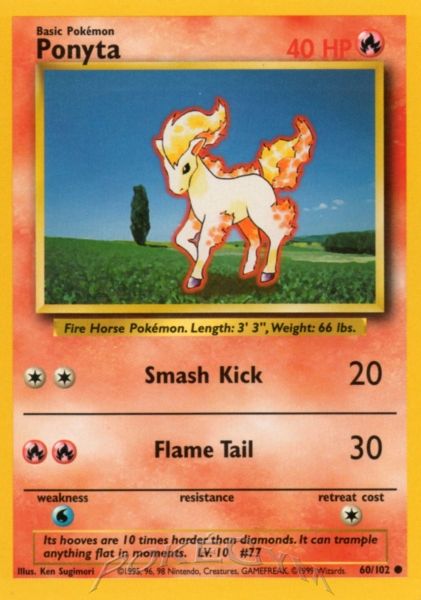 Basic Pokémon
Ponyta 40 HP
Fire Horse Pokémon. Length: 3' 3", Weight: 66 lbs.
Smash Kick 20
Flame Tail 30
weakness resistance retreat cost
Its hooves are 10 times harder than diamonds. It can trample
anything flat in moments. LV. 10 #77
Illus. Ken Sugimori ©1995, 96, 98 Nintendo, Creatures, GAMEFREAK. ©1999 Wizards. 60/102